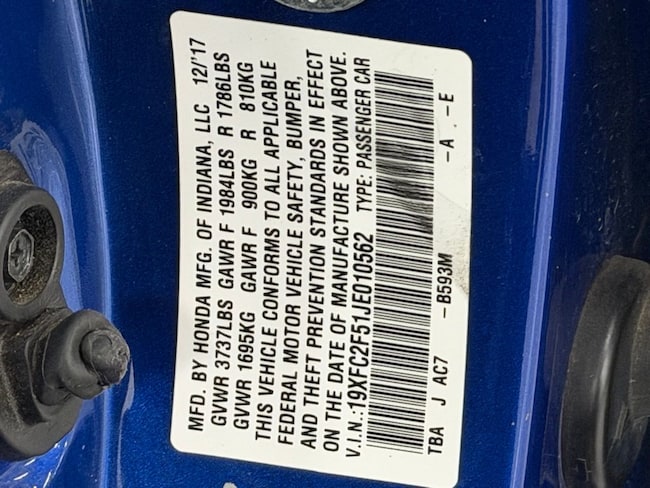 MFD. BY HONDA MFG. OF INDIANA, LLC 12/'17
GVWR 3737LBS GAWR F 1984LBS R 1786LBS
GVWR 1695KG GAWR F 900KG R 810KG
THIS VEHICLE CONFORMS TO ALL APPLICABLE
FEDERAL MOTOR VEHICLE SAFETY, BUMPER,
AND THEFT PREVENTION STANDARDS IN EFFECT
ON THE DATE OF MANUFACTURE SHOWN ABOVE.
V.I.N.:19XFC2F51JE010562 TYPE: PASSENGER CAR
TBA J AC7 -B593M -A -E